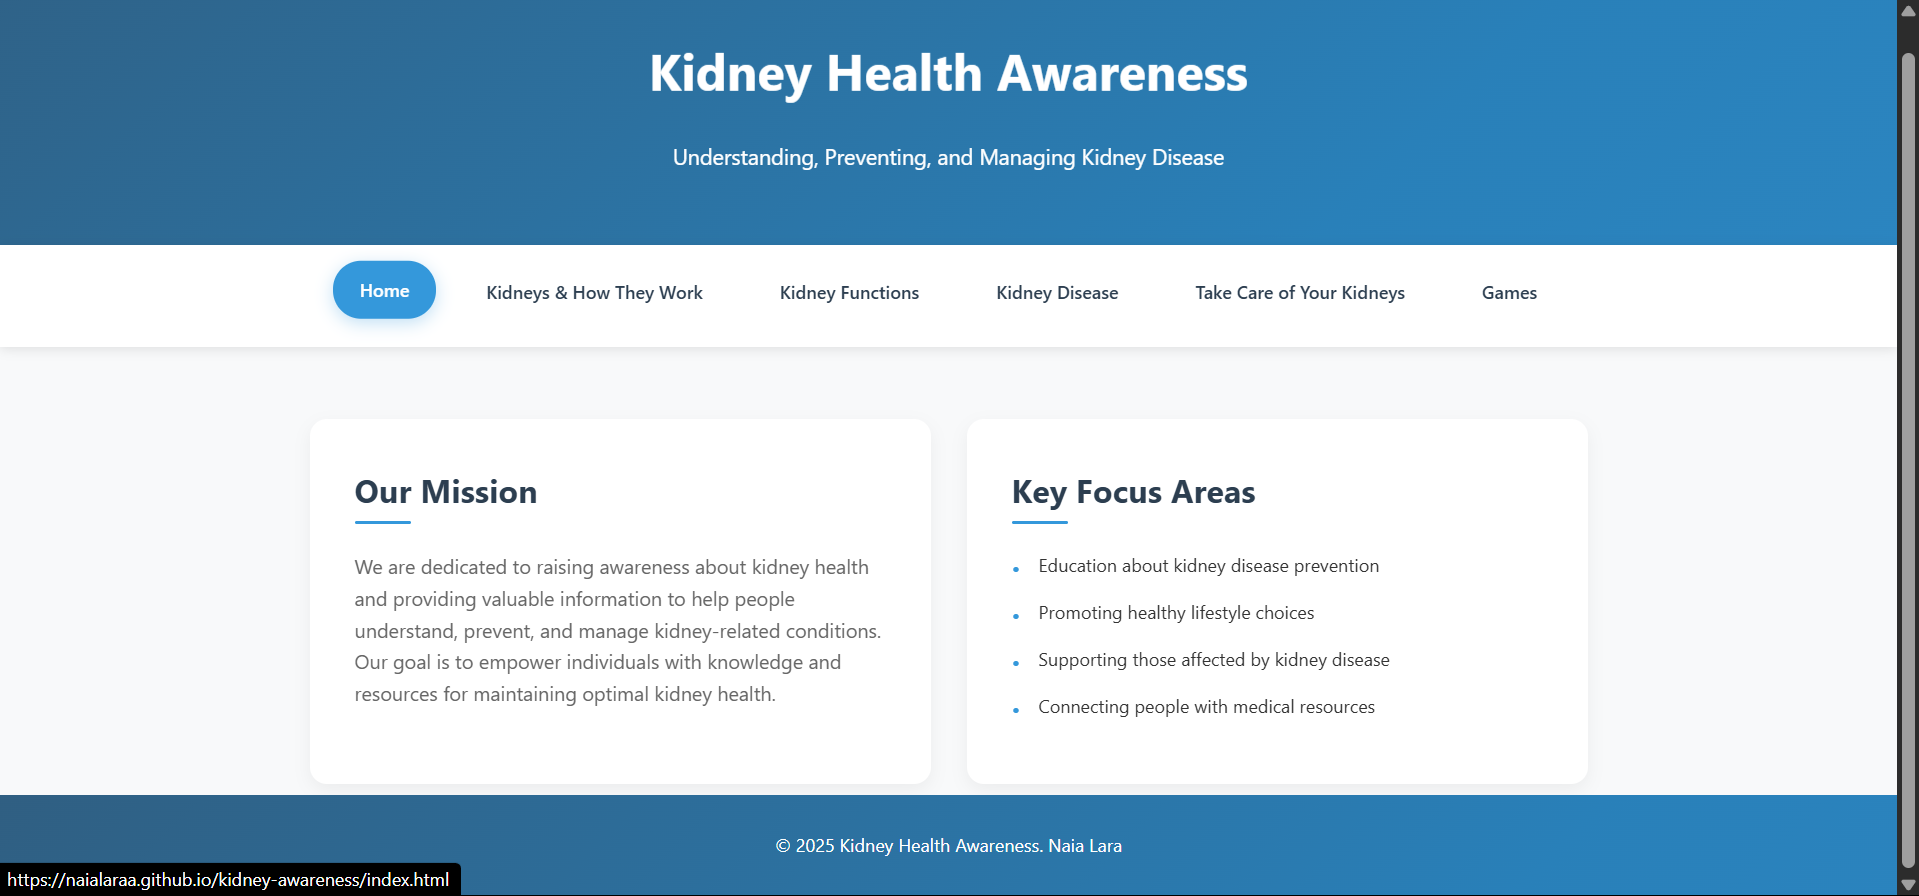 Kidney Health Awareness
Understanding, Preventing, and Managing Kidney Disease
Home
Kidneys & How They Work
Kidney Functions
Kidney Disease
Take Care of Your Kidneys
Games
Our Mission
We are dedicated to raising awareness about kidney health
and providing valuable information to help people
understand, prevent, and manage kidney-related conditions.
Our goal is to empower individuals with knowledge and
resources for maintaining optimal kidney health.
Key Focus Areas
• Education about kidney disease prevention
• Promoting healthy lifestyle choices
• Supporting those affected by kidney disease
• Connecting people with medical resources
© 2025 Kidney Health Awareness. Naia Lara
https://naialaraa.github.io/kidney-awareness/index.html